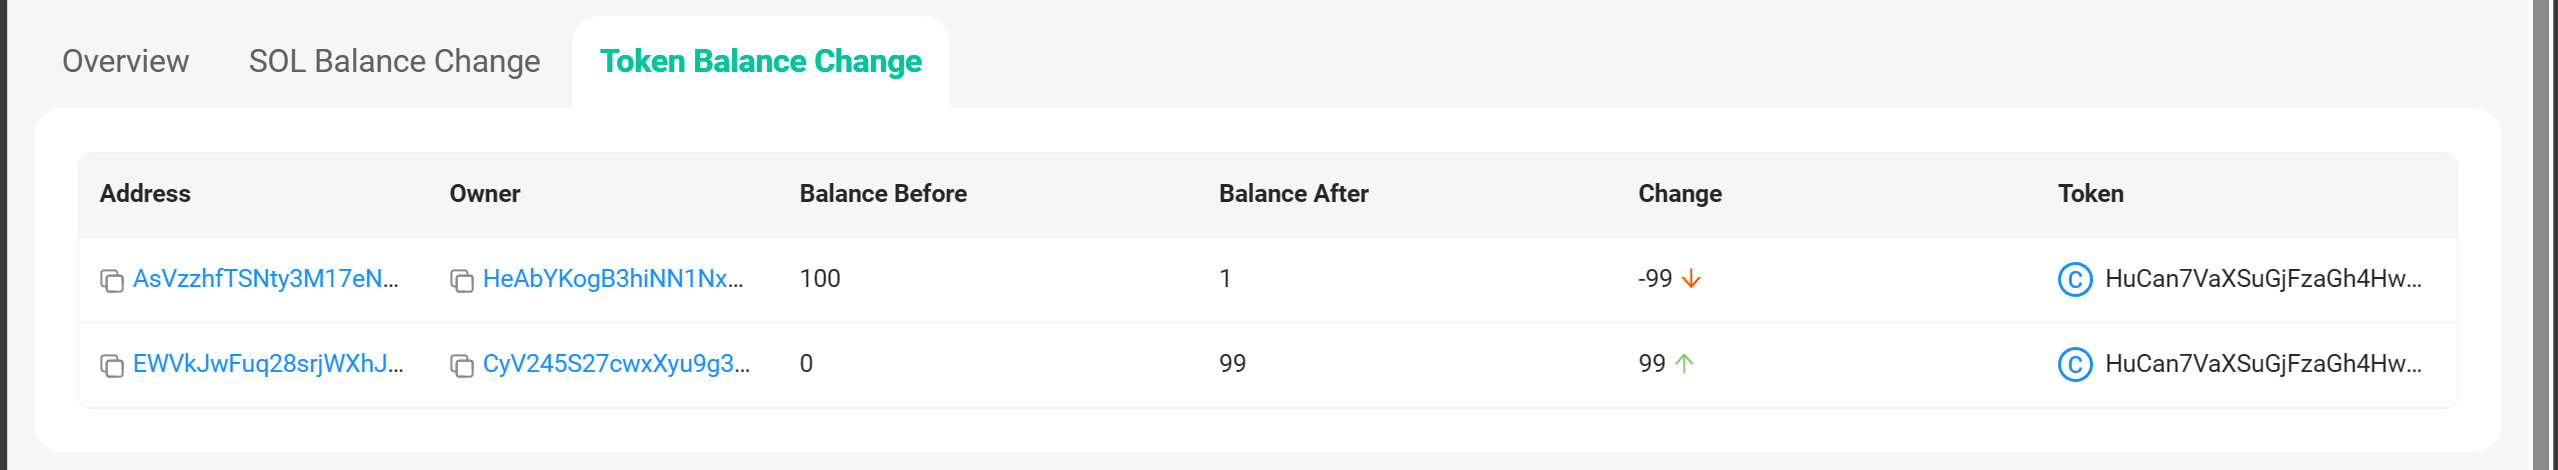 Overview SOL Balance Change Token Balance Change
Address Owner Balance Before Balance After Change Token
AsVzzhfTSNty3M17eN... HeAbYKogB3hiNN1Nx... 100 1 -99 C HuCan7VaXSuGjFzaGh4Hw...
EWVkJwFuq28srjWXhJ... CyV245S27cwxXyu9g3... 0 99 99 C HuCan7VaXSuGjFzaGh4Hw...